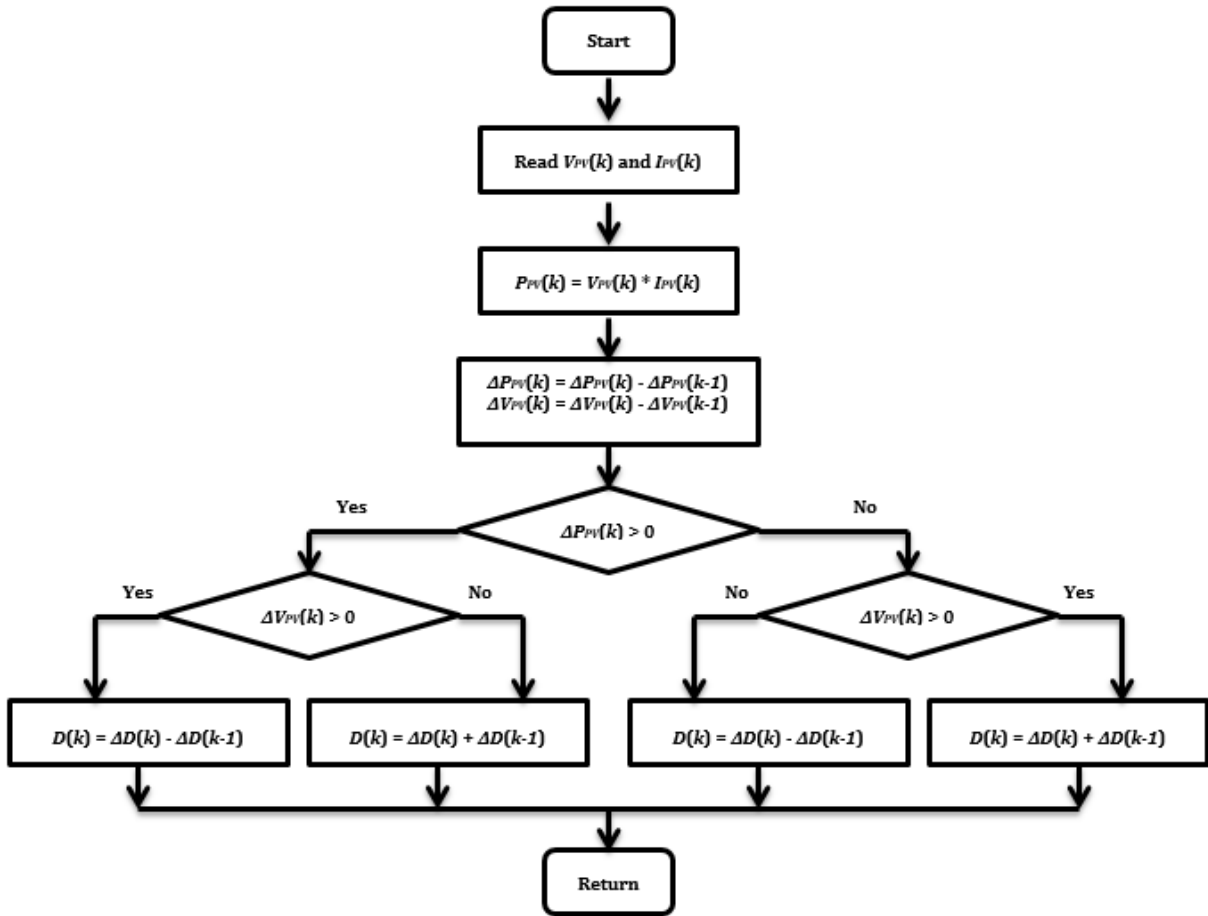 Start
Read VPV(k) and IPV(k)
PPV(k) = VPV(k) * IPV(k)
ΔPPV(k) = ΔPPV(k) - ΔPPV(k-1)
ΔVPV(k) = ΔVPV(k) - ΔVPV(k-1)
Yes
No
ΔPPV(k) > 0
Yes
No
No
Yes
ΔVPV(k) > 0
ΔVPV(k) > 0
D(k) = ΔD(k) - ΔD(k-1)
D(k) = ΔD(k) + ΔD(k-1)
D(k) = ΔD(k) - ΔD(k-1)
D(k) = ΔD(k) + ΔD(k-1)
Return